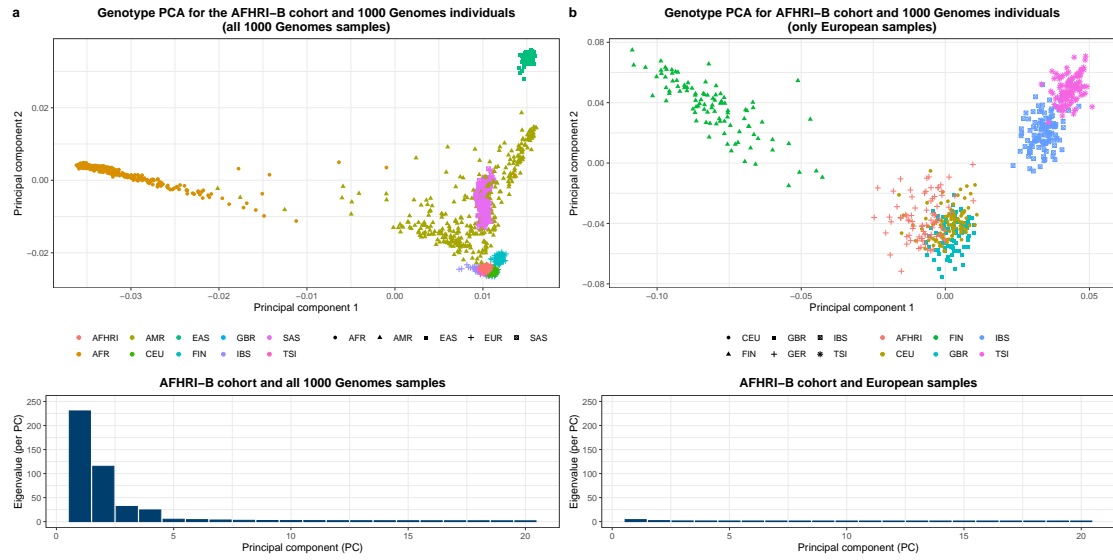 a
Genotype PCA for the AFHRI−B cohort and 1000 Genomes individuals
(all 1000 Genomes samples)
Principal component 2
0.02
0.00
−0.02
−0.03
−0.02
−0.01
0.00
0.01
Principal component 1
AFHRI AMR EAS GBR SAS
AFR CEU FIN IBS TSI
AFR AMR EAS EUR SAS
AFHRI−B cohort and all 1000 Genomes samples
Eigenvalue (per PC)
250
200
150
100
50
0
0 5 10 15 20
Principal component (PC)
b
Genotype PCA for AFHRI−B cohort and 1000 Genomes individuals
(only European samples)
Principal component 2
0.08
0.04
0.00
−0.04
−0.08
−0.10
−0.05
0.00
0.05
Principal component 1
CEU GBR IBS
FIN GER TSI
AFHRI FIN IBS
CEU GBR TSI
AFHRI−B cohort and European samples
Eigenvalue (per PC)
250
200
150
100
50
0
0 5 10 15 20
Principal component (PC)